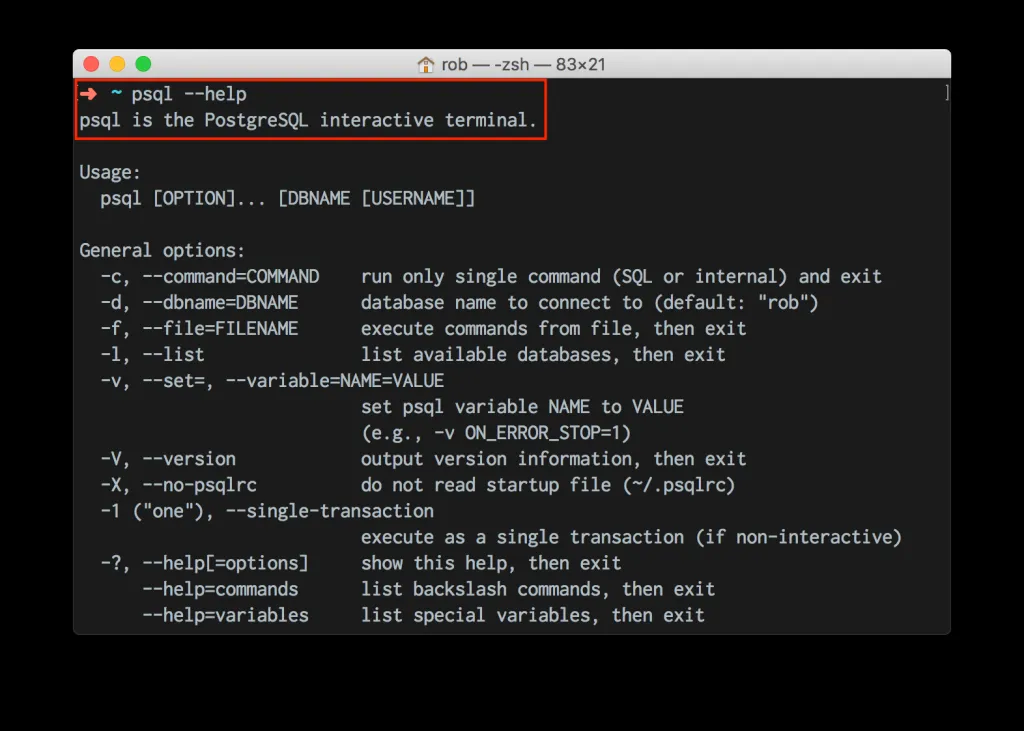 rob — -zsh — 83×21
➜ ~ psql --help
psql is the PostgreSQL interactive terminal.
Usage:
psql [OPTION]... [DBNAME [USERNAME]]
General options:
-c, --command=COMMAND    run only single command (SQL or internal) and exit
-d, --dbname=DBNAME      database name to connect to (default: "rob")
-f, --file=FILENAME      execute commands from file, then exit
-l, --list               list available databases, then exit
-v, --set=, --variable=NAME=VALUE
set psql variable NAME to VALUE
(e.g., -v ON_ERROR_STOP=1)
-V, --version            output version information, then exit
-X, --no-psqlrc          do not read startup file (~/.psqlrc)
-1 ("one"), --single-transaction
execute as a single transaction (if non-interactive)
-?, --help[=options]     show this help, then exit
--help=commands      list backslash commands, then exit
--help=variables     list special variables, then exit